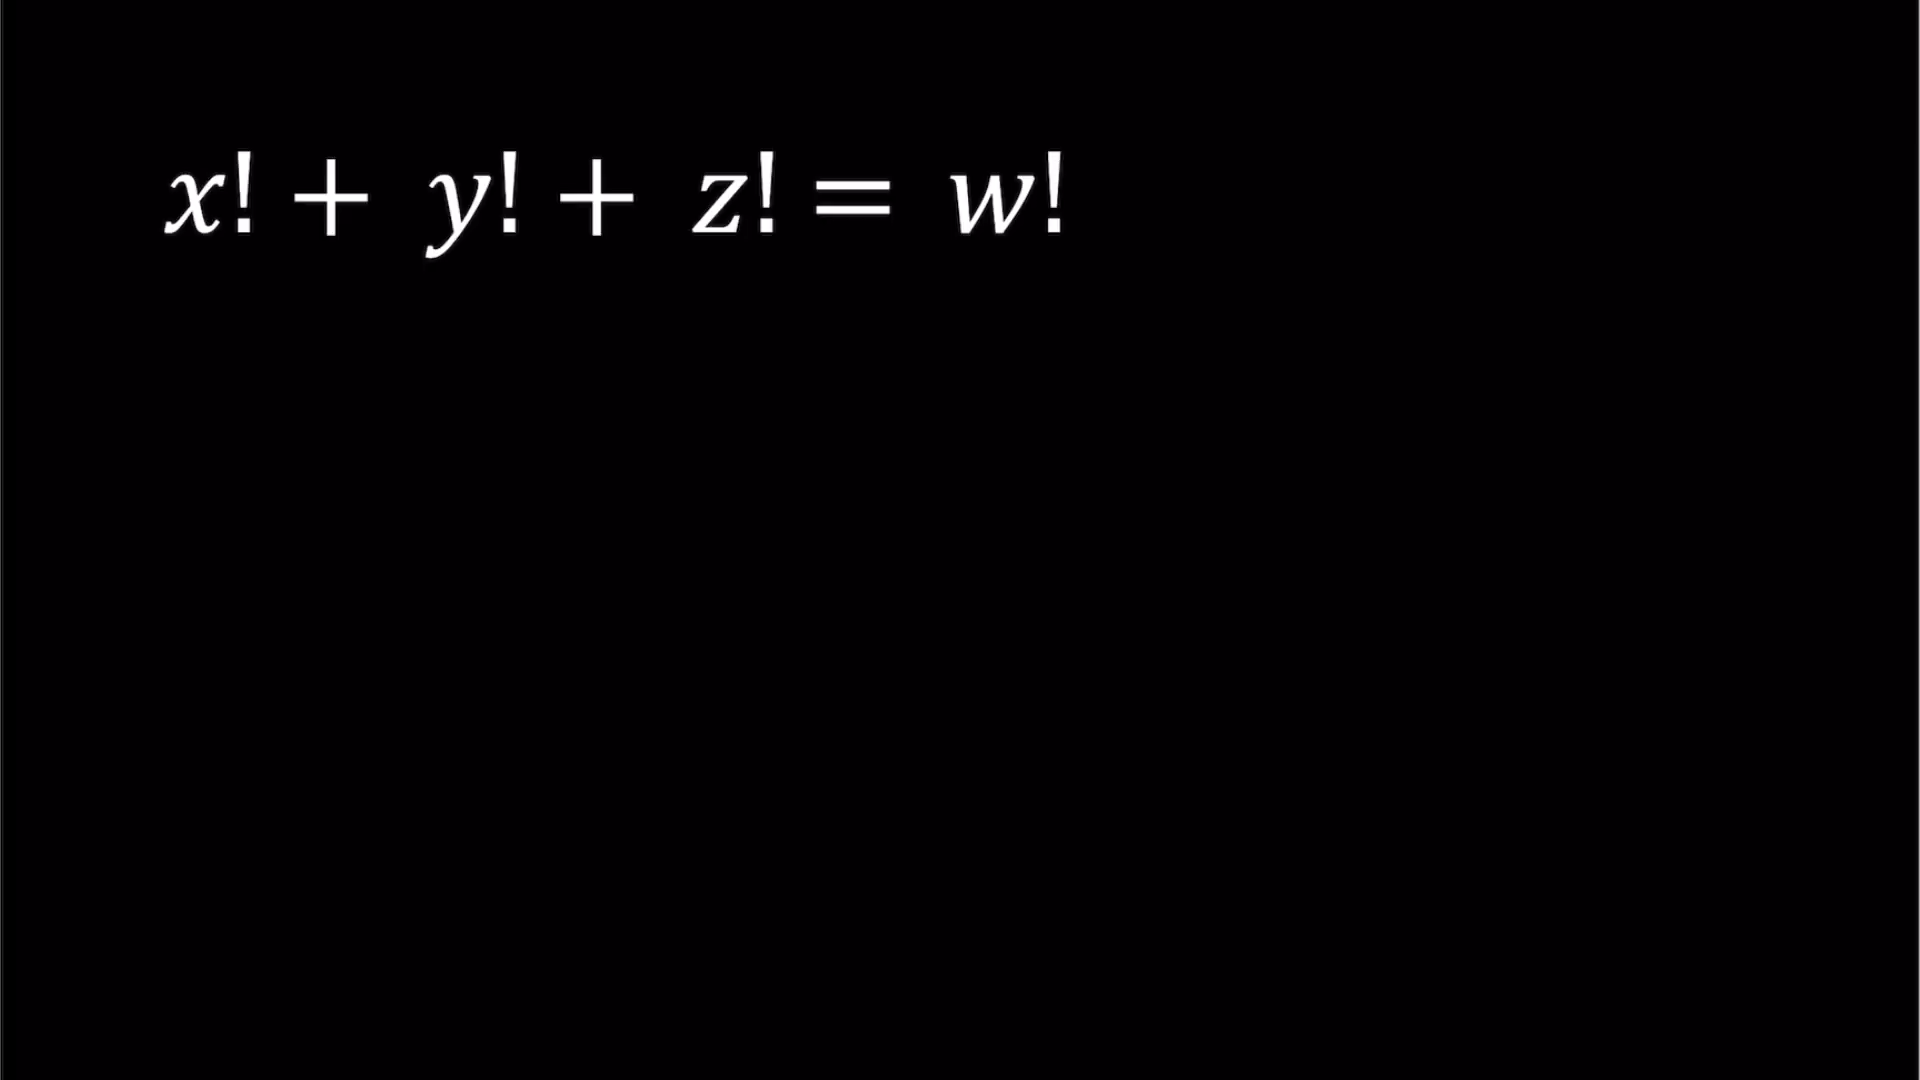 x! + y! + z! = w!